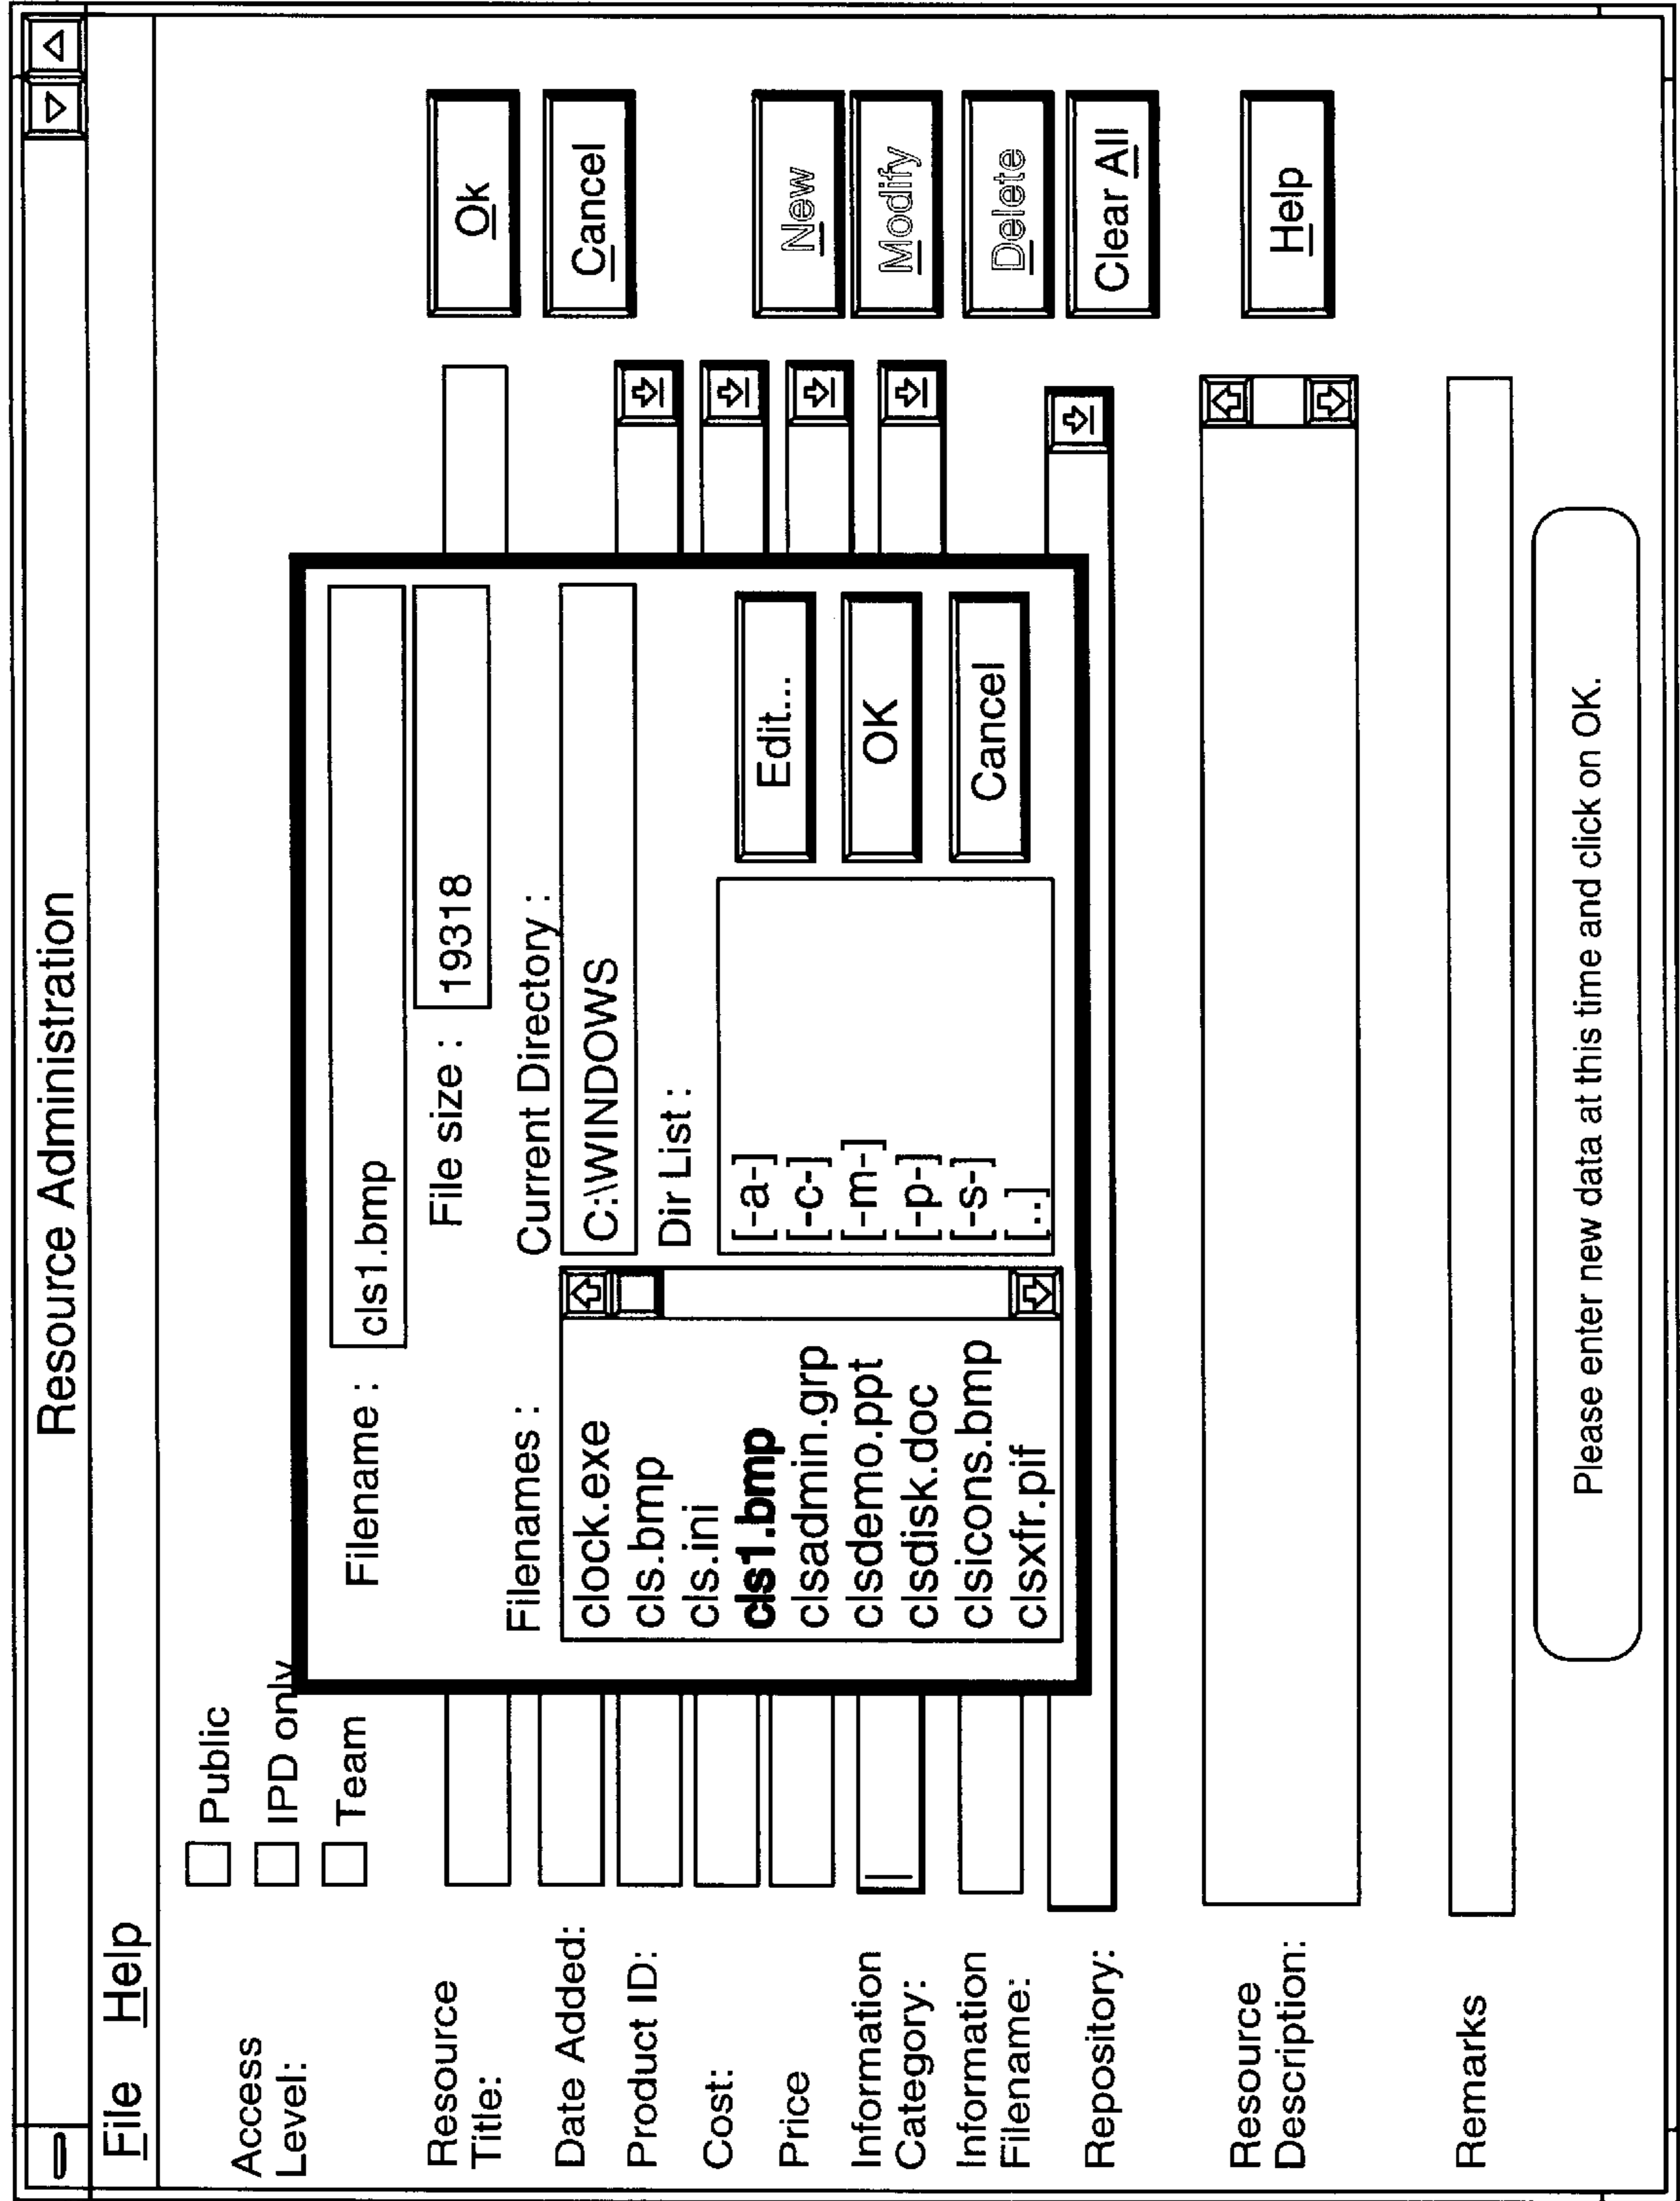 Resource Administration
File Help
Access
Level:
Public
IPD only
Team
Resource
Title:
Date Added:
Product ID:
Cost:
Price
Information
Category:
Information
Filename:
Repository:
Resource
Description:
Remarks
Filename :
cls1.bmp
File size :
19318
Filenames :
clock.exe
cls.bmp
cls.ini
cls1.bmp
clsadmin.grp
clsdemo.ppt
clsdisk.doc
clsicons.bmp
clsxfr.pif
Current Directory :
C:\WINDOWS
Dir List :
[-a-]
[-c-]
[-m-]
[-p-]
[-s-]
[..]
Edit...
OK
Cancel
Ok
Cancel
New
Modify
Delete
Clear All
Help
Please enter new data at this time and click on OK.